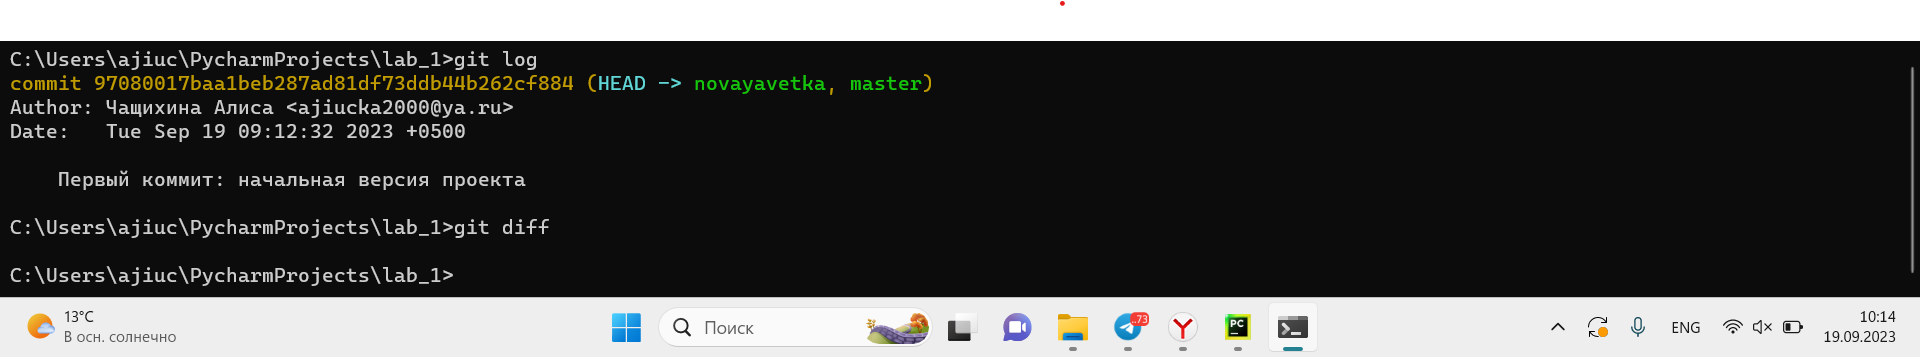 C:\Users\ajiuc\PycharmProjects\lab_1>git log
commit 97080017baa1beb287ad81df73ddb44b262cf884 (HEAD -> novayavetka, master)
Author: Чащихина Алиса <ajiucka2000@ya.ru>
Date:   Tue Sep 19 09:12:32 2023 +0500
Первый коммит: начальная версия проекта
C:\Users\ajiuc\PycharmProjects\lab_1>git diff
C:\Users\ajiuc\PycharmProjects\lab_1>
13°C
В осн. солнечно
Поиск
..73
PC
ENG
10:14
19.09.2023